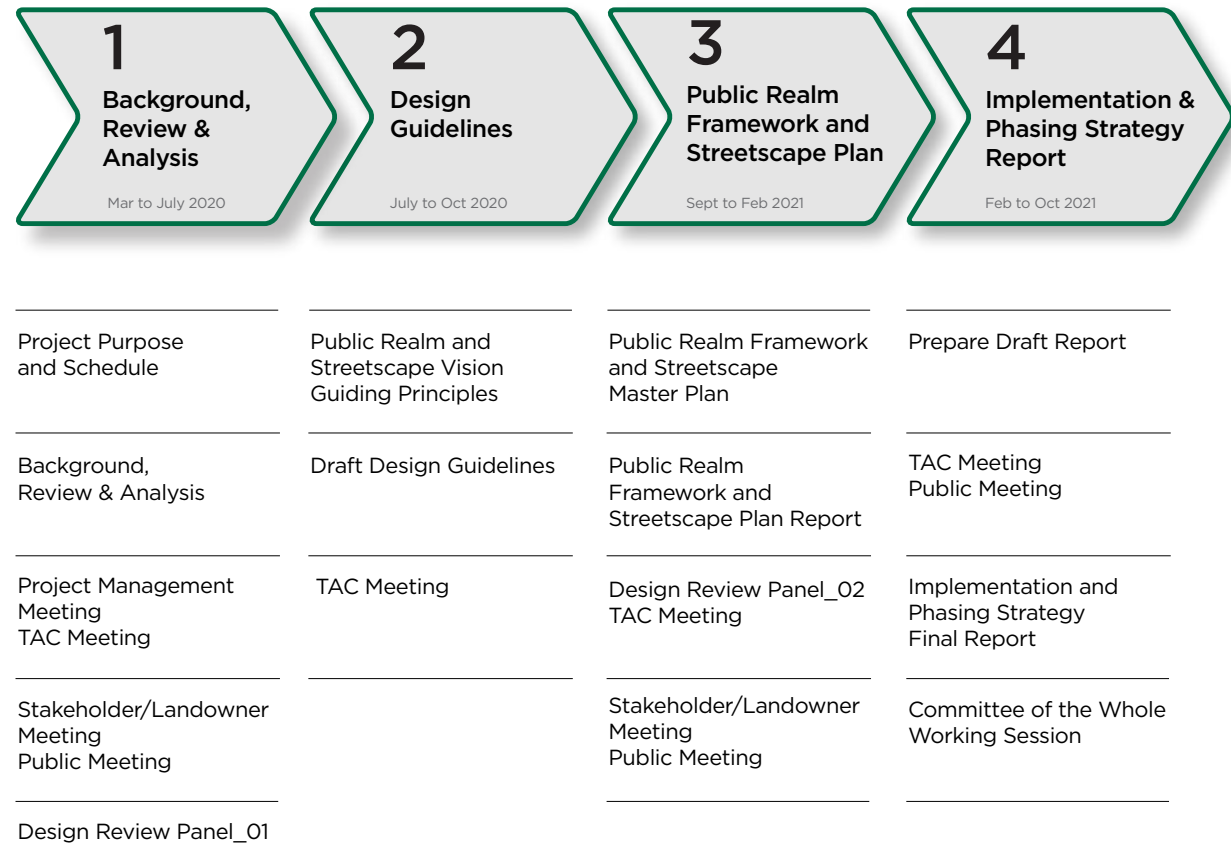 1
Background,
Review &
Analysis
Mar to July 2020
2
Design
Guidelines
July to Oct 2020
3
Public Realm
Framework and
Streetscape Plan
Sept to Feb 2021
4
Implementation &
Phasing Strategy
Report
Feb to Oct 2021
Project Purpose
and Schedule
Background,
Review & Analysis
Project Management
Meeting
TAC Meeting
Stakeholder/Landowner
Meeting
Public Meeting
Design Review Panel_01
Public Realm and
Streetscape Vision
Guiding Principles
Draft Design Guidelines
TAC Meeting
Public Realm Framework
and Streetscape
Master Plan
Public Realm
Framework and
Streetscape Plan Report
Design Review Panel_02
TAC Meeting
Stakeholder/Landowner
Meeting
Public Meeting
Prepare Draft Report
TAC Meeting
Public Meeting
Implementation and
Phasing Strategy
Final Report
Committee of the Whole
Working Session